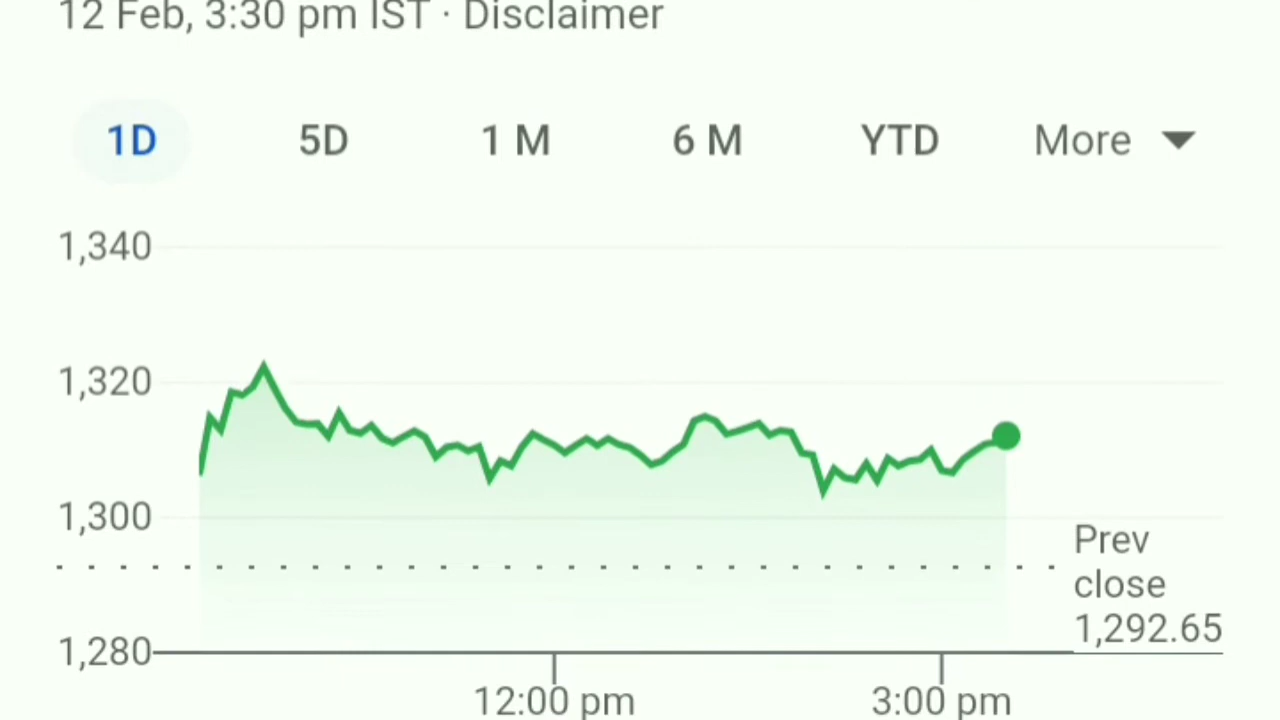 12 Feb, 3:30 pm IST · Disclaimer
1D 5D 1 M 6 M YTD More
1,340
1,320
1,300
Prev
close
1,292.65
1,280
12:00 pm 3:00 pm